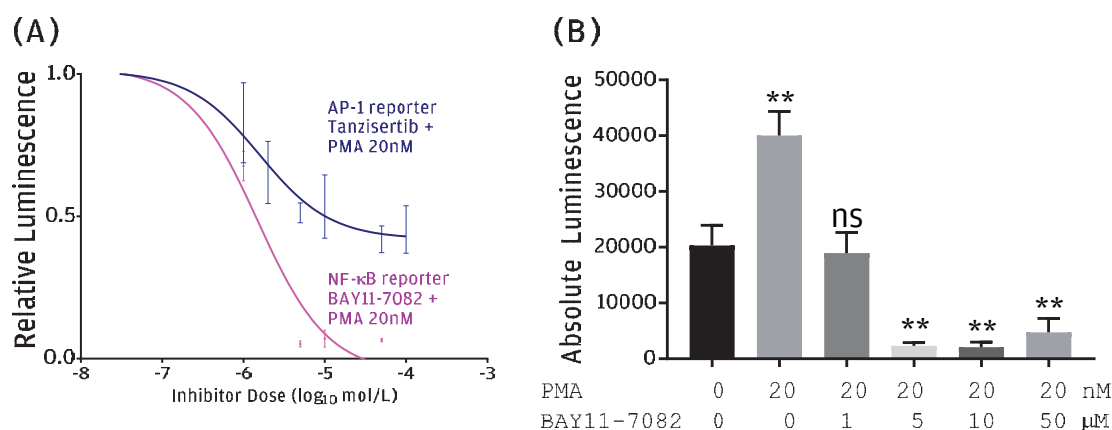 (A)
Relative Luminescence
1.0
0.5
0.0
AP-1 reporter
Tanzisertib +
PMA 20nM
NF-κB reporter
BAY11-7082 +
PMA 20nM
-8 -7 -6 -5 -4 -3
Inhibitor Dose (log10 mol/L)
(B)
Absolute Luminescence
50000
40000
30000
20000
10000
0
**
ns
** ** **
PMA 0 20 20 20 20 20 nM
BAY11-7082 0 0 1 5 10 50 μM